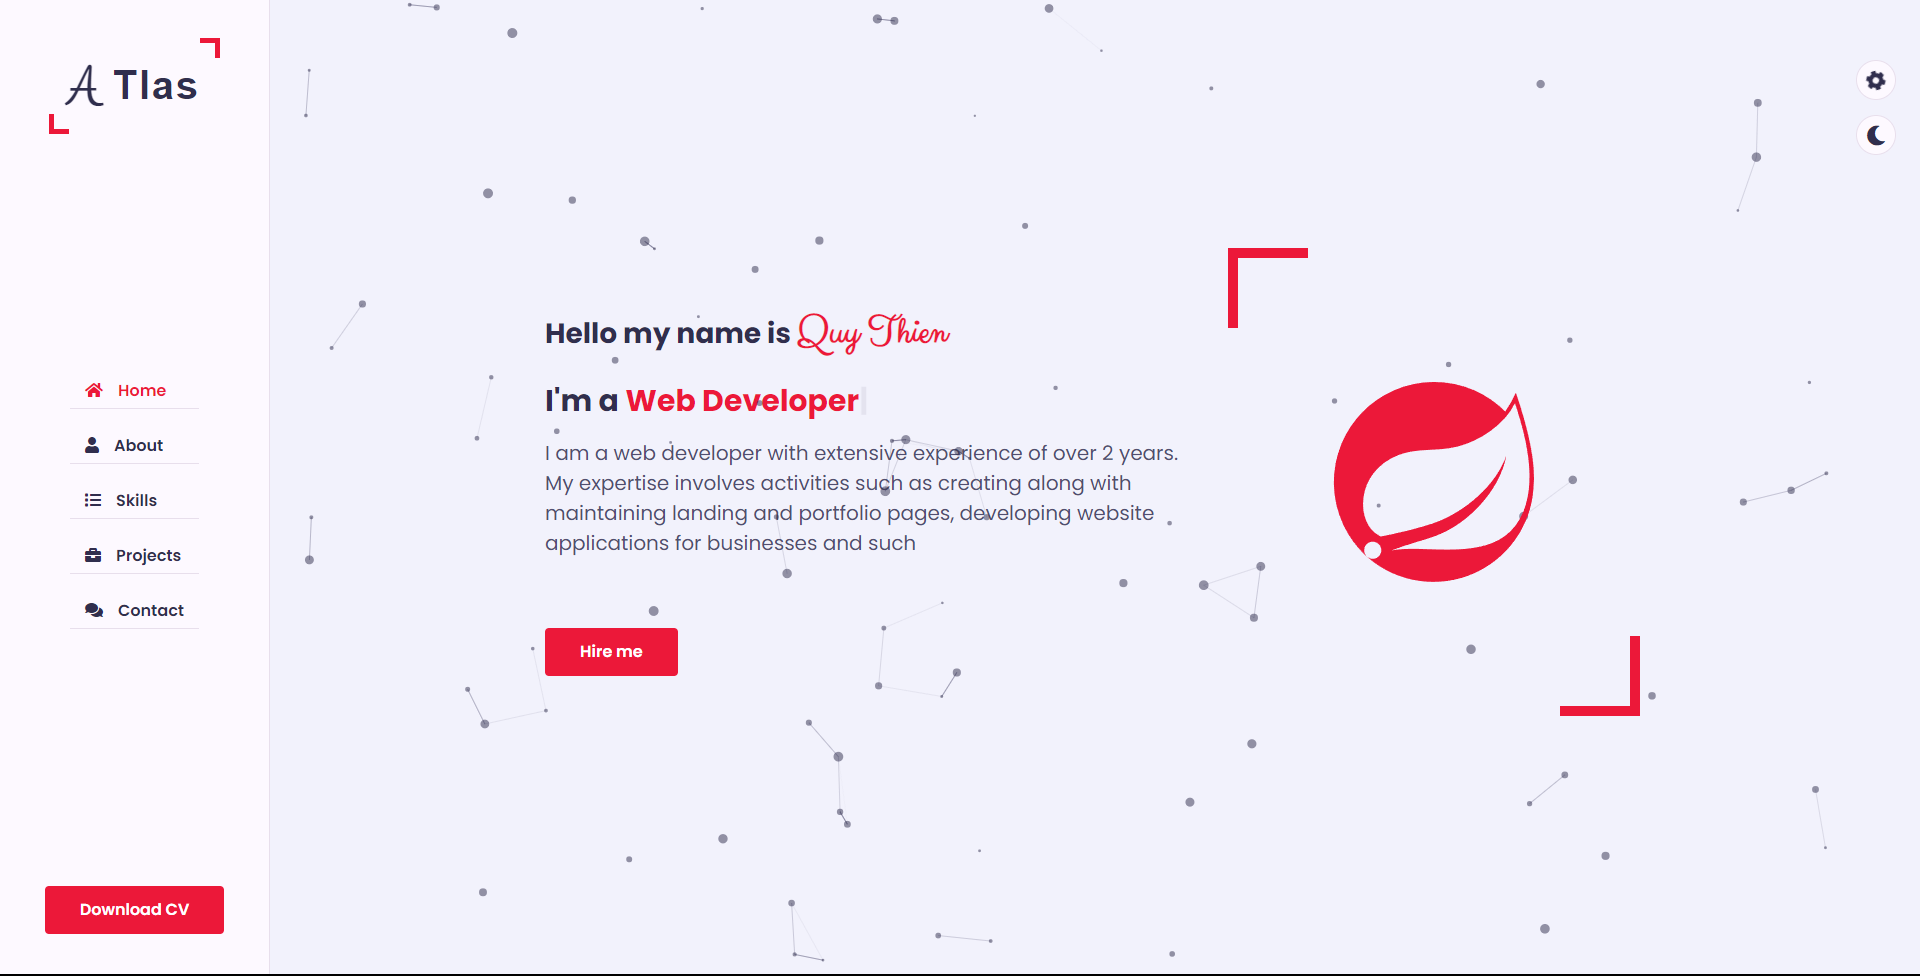 A Tlas
Home
About
Skills
Projects
Contact
Download CV
Hello my name is Quy Thien
I'm a Web Developer
I am a web developer with extensive experience of over 2 years.
My expertise involves activities such as creating along with
maintaining landing and portfolio pages, developing website
applications for businesses and such
Hire me